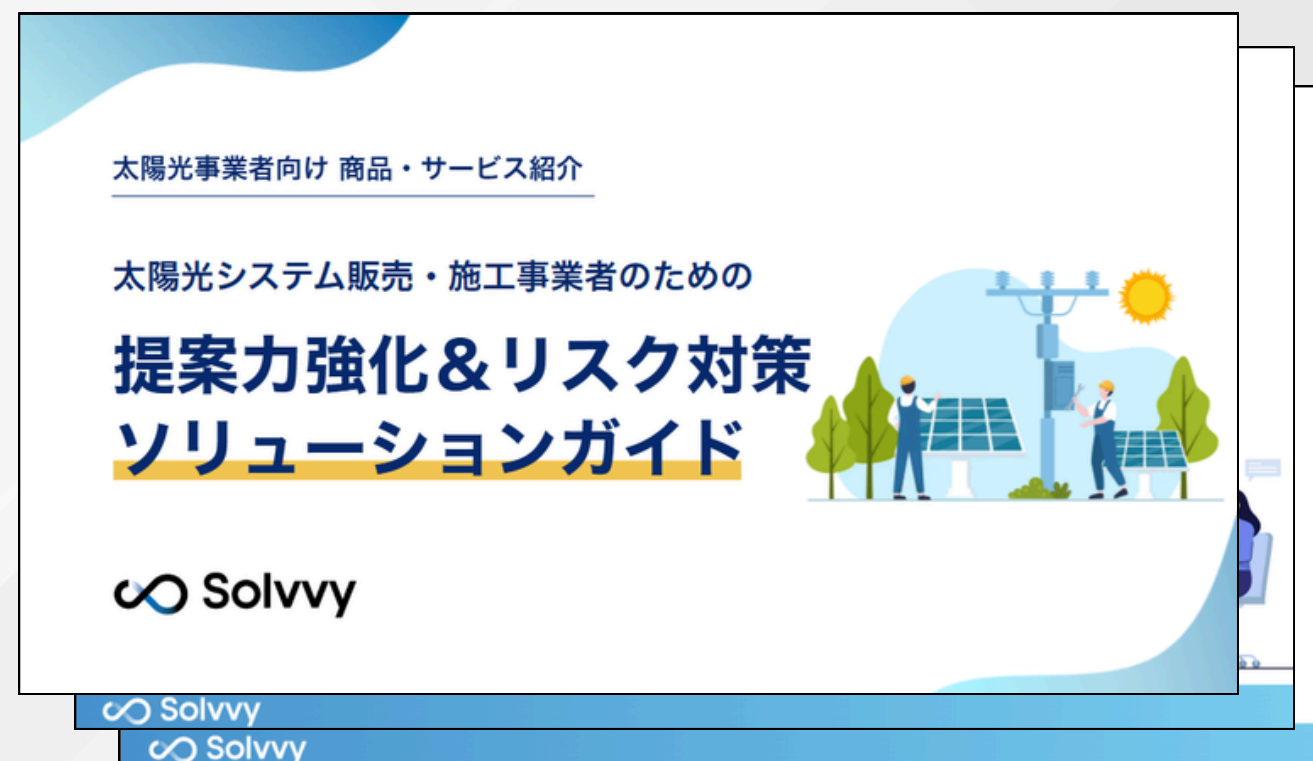 太陽光事業者向け 商品・サービス紹介
太陽光システム販売・施工事業者のための
提案力強化＆リスク対策
ソリューションガイド
Solvvy
Solvvy
Solvvy